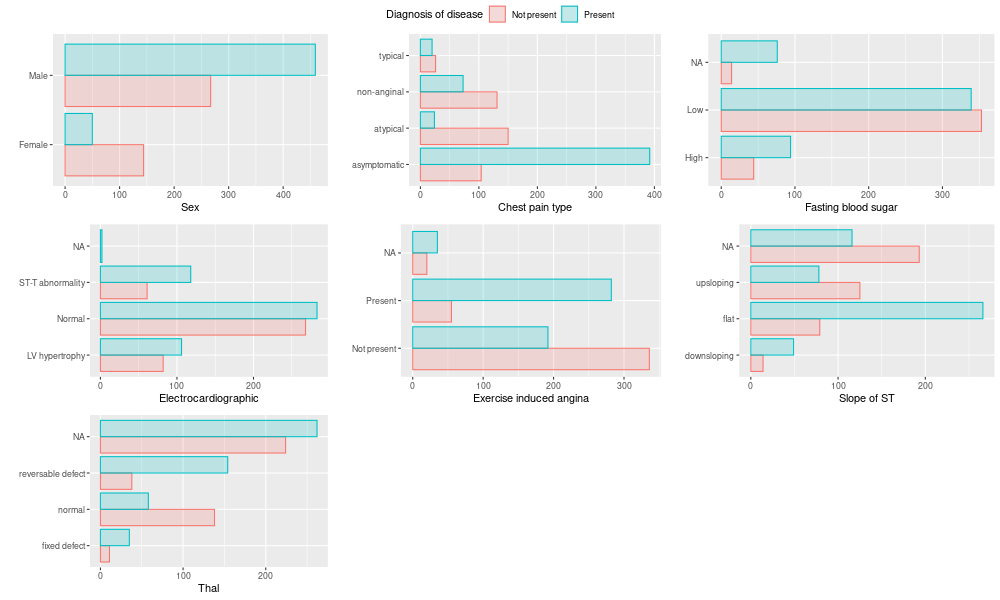 Diagnosis of disease Not present Present
Male
Female
0 100 200 300 400
Sex
typical
non-anginal
atypical
asymptomatic
0 100 200 300 400
Chest pain type
NA
Low
High
0 100 200 300
Fasting blood sugar
NA
ST-T abnormality
Normal
LV hypertrophy
0 100 200
Electrocardiographic
NA
Present
Not present
0 100 200 300
Exercise induced angina
NA
upsloping
flat
downsloping
0 100 200
Slope of ST
NA
reversable defect
normal
fixed defect
0 100 200
Thal